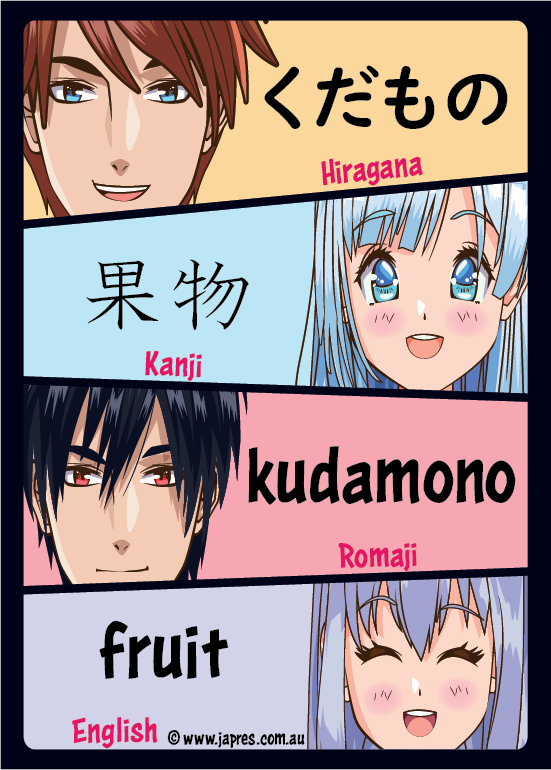 くだもの
Hiragana
果物
Kanji
kudamono
Romaji
fruit
English © www.japres.com.au